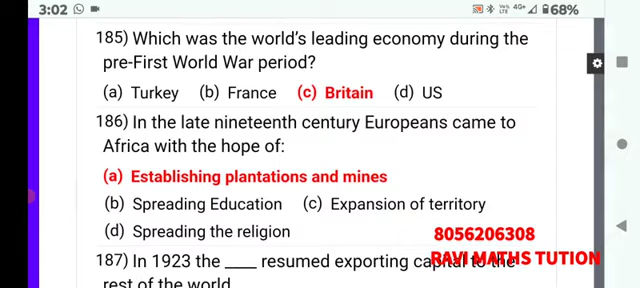 3:02 4G+ 68%
185) Which was the world's leading economy during the
pre-First World War period?
(a) Turkey (b) France (c) Britain (d) US
186) In the late nineteenth century Europeans came to
Africa with the hope of:
(a) Establishing plantations and mines
(b) Spreading Education (c) Expansion of territory
(d) Spreading the religion
8056206308
RAVI MATHS TUTION
187) In 1923 the ____ resumed exporting capital to the
rest of the world